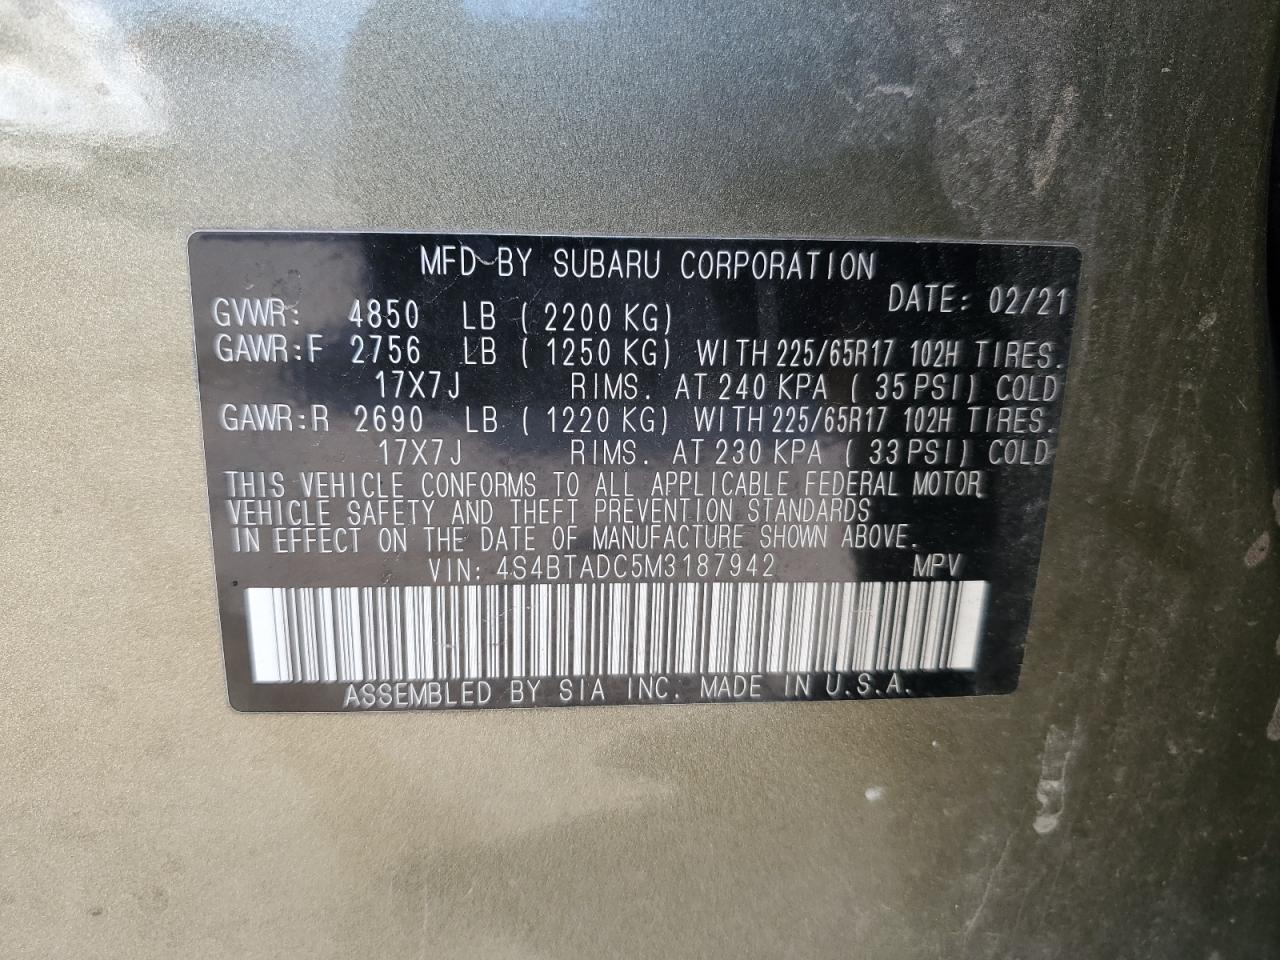 MFD BY SUBARU CORPORATION
DATE: 02/21
GVWR: 4850 LB ( 2200 KG)
GAWR:F 2756 LB ( 1250 KG) WITH 225/65R17 102H TIRES.
17X7J RIMS. AT 240 KPA ( 35 PSI) COLD
GAWR:R 2690 LB ( 1220 KG) WITH 225/65R17 102H TIRES.
17X7J RIMS. AT 230 KPA ( 33 PSI) COLD
THIS VEHICLE CONFORMS TO ALL APPLICABLE FEDERAL MOTOR
VEHICLE SAFETY AND THEFT PREVENTION STANDARDS
IN EFFECT ON THE DATE OF MANUFACTURE SHOWN ABOVE.
VIN: 4S4BTADC5M3187942 MPV
ASSEMBLED BY SIA INC. MADE IN U.S.A.